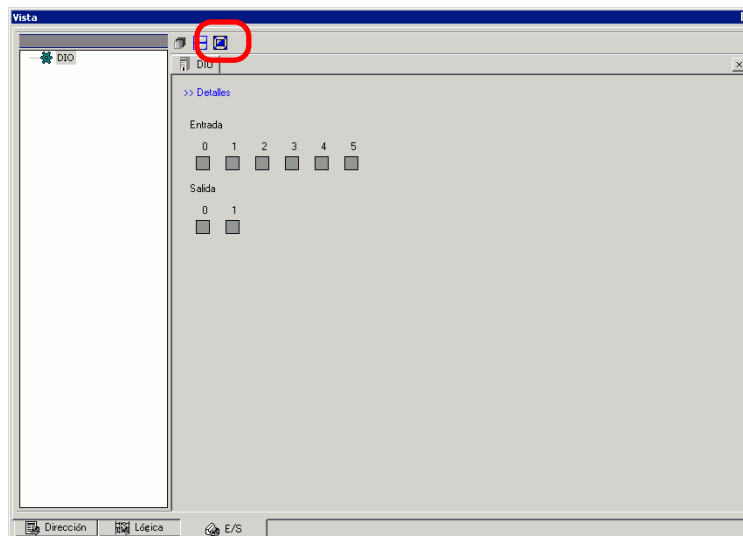 Vista
DIO
DIO
>> Detalles
Entrada
0 1 2 3 4 5
Salida
0 1
Dirección Lógica E/S